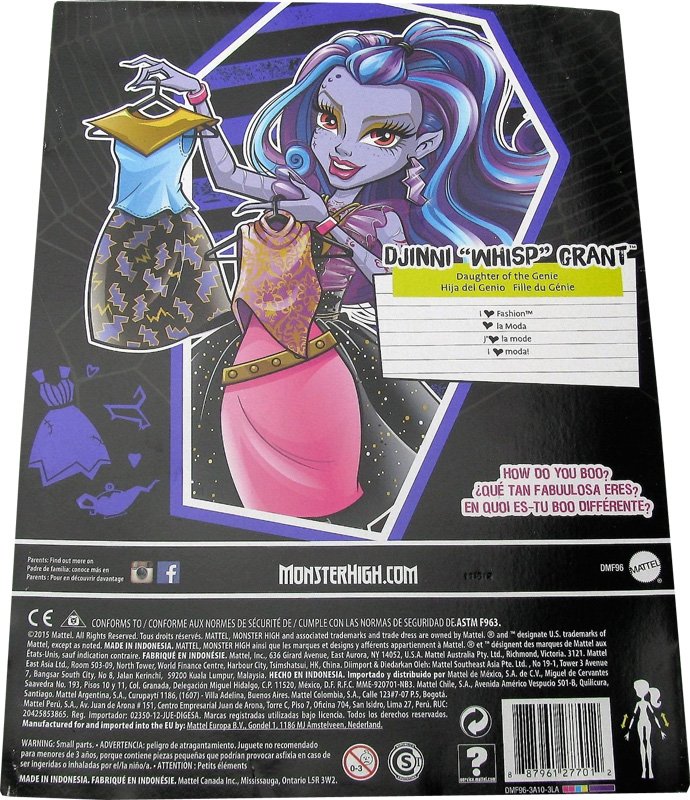 DJINNI “WHISP” GRANT™
Daughter of the Genie
Hija del Genio Fille du Génie
I ♥ Fashion™
♥ la Moda
J'♥ la mode
I ♥ moda!
HOW DO YOU BOO?
¿QUÉ TAN FABUULOSA ERES?
EN QUOI ES-TU BOO DIFFÉRENTE?
Parents: Find out more on
Padre de familia: conoce más en
Parents : Pour en découvrir davantage
f
MONSTERHIGH.COM
DMF96
MATTEL
CE CONFORMS TO / CONFORME AUX NORMES DE SÉCURITÉ DE / CUMPLE CON LAS NORMAS DE SEGURIDAD DE ASTM F963.
©2015 Mattel. All Rights Reserved. Tous droits réservés. MATTEL, MONSTER HIGH and associated trademarks and trade dress are owned by Mattel. ® and ™ designate U.S. trademarks of
Mattel, except as noted. MADE IN INDONESIA. MATTEL, MONSTER HIGH ainsi que les marques et designs y afférents appartiennent à Mattel. ® et ™ désignent des marques de Mattel aux
États-Unis, sauf indication contraire. FABRIQUÉ EN INDONÉSIE. Mattel, Inc., 636 Girard Avenue, East Aurora, NY 14052, U.S.A. Mattel Australia Pty. Ltd., Richmond, Victoria. 3121. Mattel
East Asia Ltd., Room 503-09, North Tower, World Finance Centre, Harbour City, Tsimshatsui, HK, China. Diimport & Diedarkan Oleh: Mattel Southeast Asia Pte. Ltd., No 19-1, Tower 3 Avenue
7, Bangsar South City, No 8, Jalan Kerinchi, 59200 Kuala Lumpur, Malaysia. HECHO EN INDONESIA. Importado y distribuido por Mattel de México, S.A. de C.V., Miguel de Cervantes
Saavedra No. 193, Pisos 10 y 11, Col. Granada, Delegación Miguel Hidalgo, C.P. 11520, México, D.F. R.F.C. MME-920701-NB3. Mattel Chile, S.A., Avenida Américo Vespucio 501-B, Quilicura,
Santiago. Mattel Argentina, S.A., Curupaytí 1186, (1607) - Villa Adelina, Buenos Aires. Mattel Colombia, S.A., Calle 123#7-07 P.5, Bogotá.
Mattel Perú, S.A., Av. Juan de Arona # 151, Centro Empresarial Juan de Arona, Torre C, Piso 7, Oficina 704, San Isidro, Lima 27, Perú. RUC:
20425853865. Reg. Importador: 02350-12-JUE-DIGESA. Marcas registradas utilizadas bajo licencia. Todos los derechos reservados.
Manufactured for and imported into the EU by: Mattel Europa B.V., Gondel 1, 1186 MJ Amstelveen, Nederland.
WARNING: Small parts. • ADVERTENCIA: peligro de atragantamiento. Juguete no recomendado
para menores de 3 años, porque contiene piezas pequeñas que podrían provocar asfixia en caso de
ser ingeridas o inhaladas por el niño/a. • ATTENTION : Petits éléments
MADE IN INDONESIA. FABRIQUÉ EN INDONÉSIE. Mattel Canada Inc., Mississauga, Ontario L5R 3W2.
0-3
S
?
service.mattel.com
8 87961 27701 2
DMF96-3A10-3LA